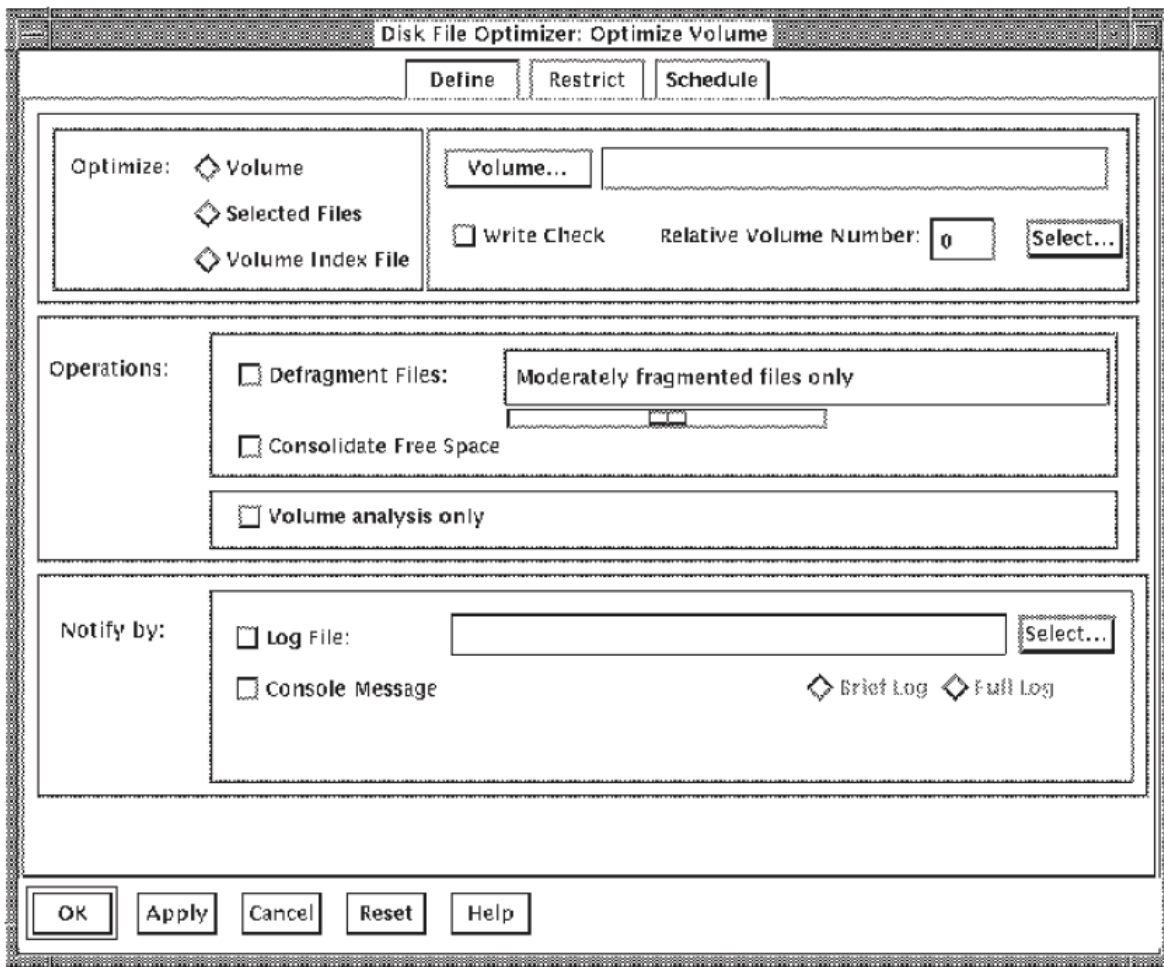 Disk File Optimizer: Optimize Volume
Define Restrict Schedule
Optimize: Volume
Selected Files
Volume Index File
Volume...
Write Check Relative Volume Number: 0 Select...
Operations:
Defragment Files: Moderately fragmented files only
Consolidate Free Space
Volume analysis only
Notify by:
Log File: Select...
Console Message Brief Log Full Log
OK Apply Cancel Reset Help